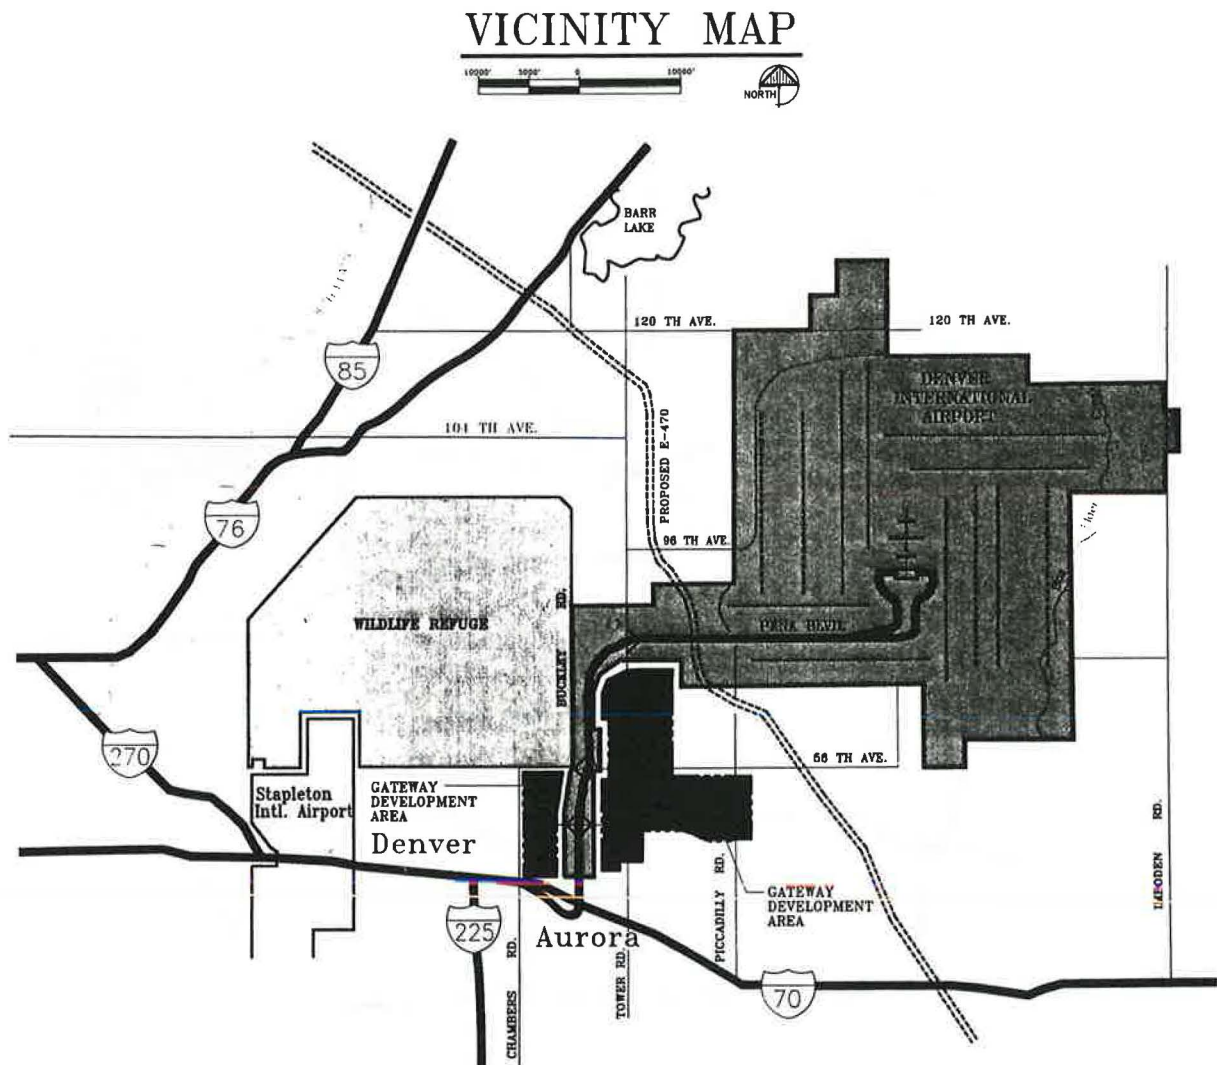 VICINITY MAP
10000' 5000' 0 10000'
NORTH
BARR
LAKE
120 TH AVE.
120 TH AVE.
85
DENVER
INTERNATIONAL
AIRPORT
104 TH AVE.
PROPOSED E-470
76
96 TH AVE.
WILDLIFE REFUGE
BUCKLEY RD.
PENA BLVD.
270
66 TH AVE.
GATEWAY
DEVELOPMENT
AREA
Stapleton
Intl. Airport
Denver
GATEWAY
DEVELOPMENT
AREA
225
Aurora
CHAMBERS RD.
TOWER RD.
PICCADILLY RD.
70